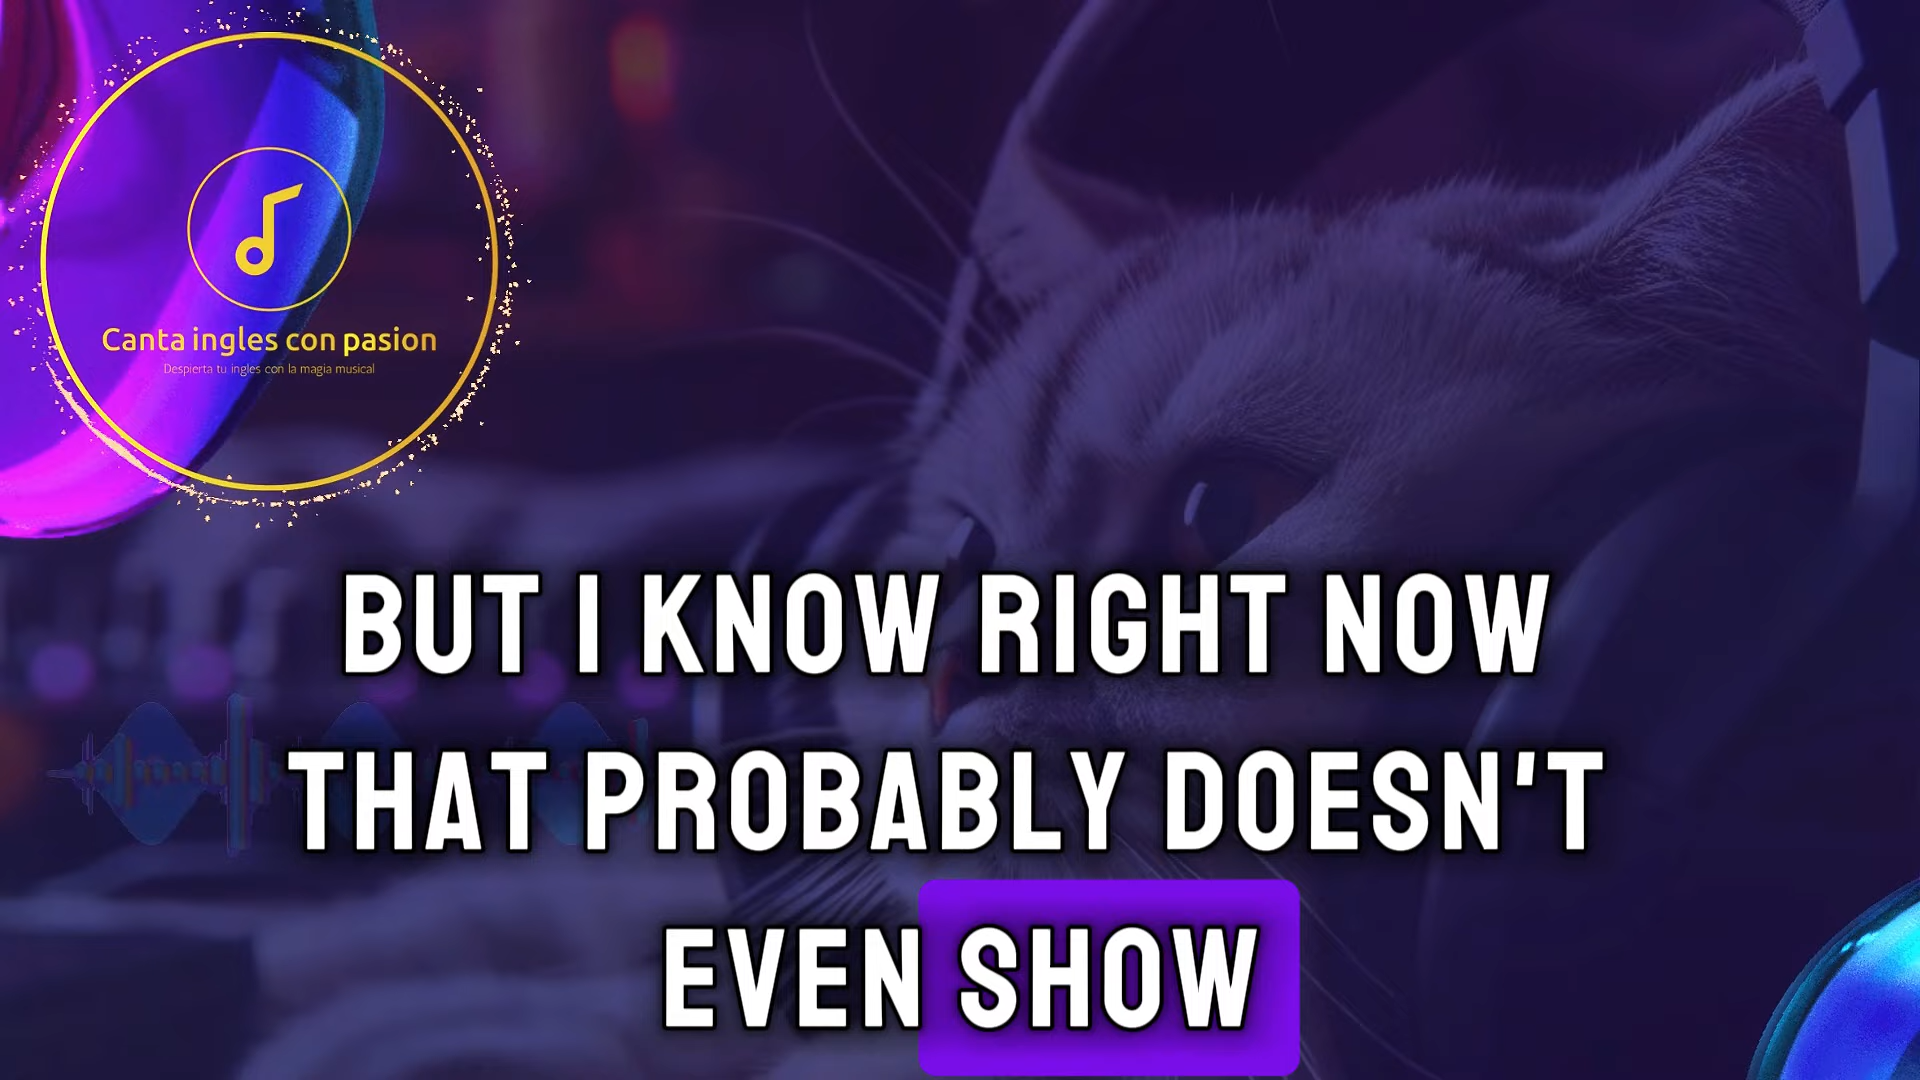 Canta ingles con pasion
Despierta tu ingles con la magia musical
BUT I KNOW RIGHT NOW
THAT PROBABLY DOESN'T
EVEN SHOW